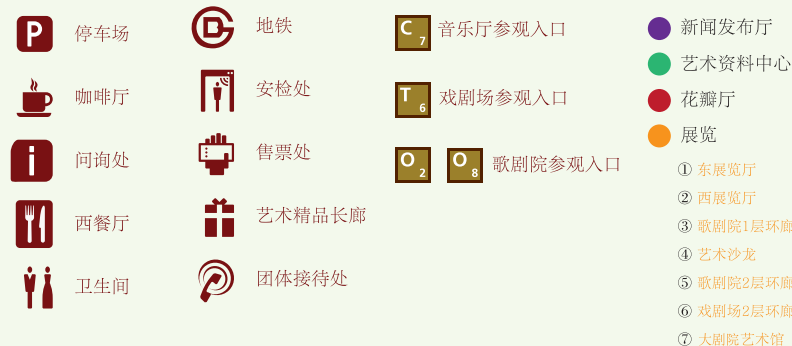 P 停车场
咖啡厅
i 问询处
西餐厅
卫生间
地铁
安检处
售票处
艺术精品长廊
团体接待处
C7 音乐厅参观入口
T6 戏剧场参观入口
O2 O8 歌剧院参观入口
新闻发布厅
艺术资料中心
花瓣厅
展览
① 东展览厅
② 西展览厅
③ 歌剧院1层环廊
④ 艺术沙龙
⑤ 歌剧院2层环廊
⑥ 戏剧场2层环廊
⑦ 大剧院艺术馆